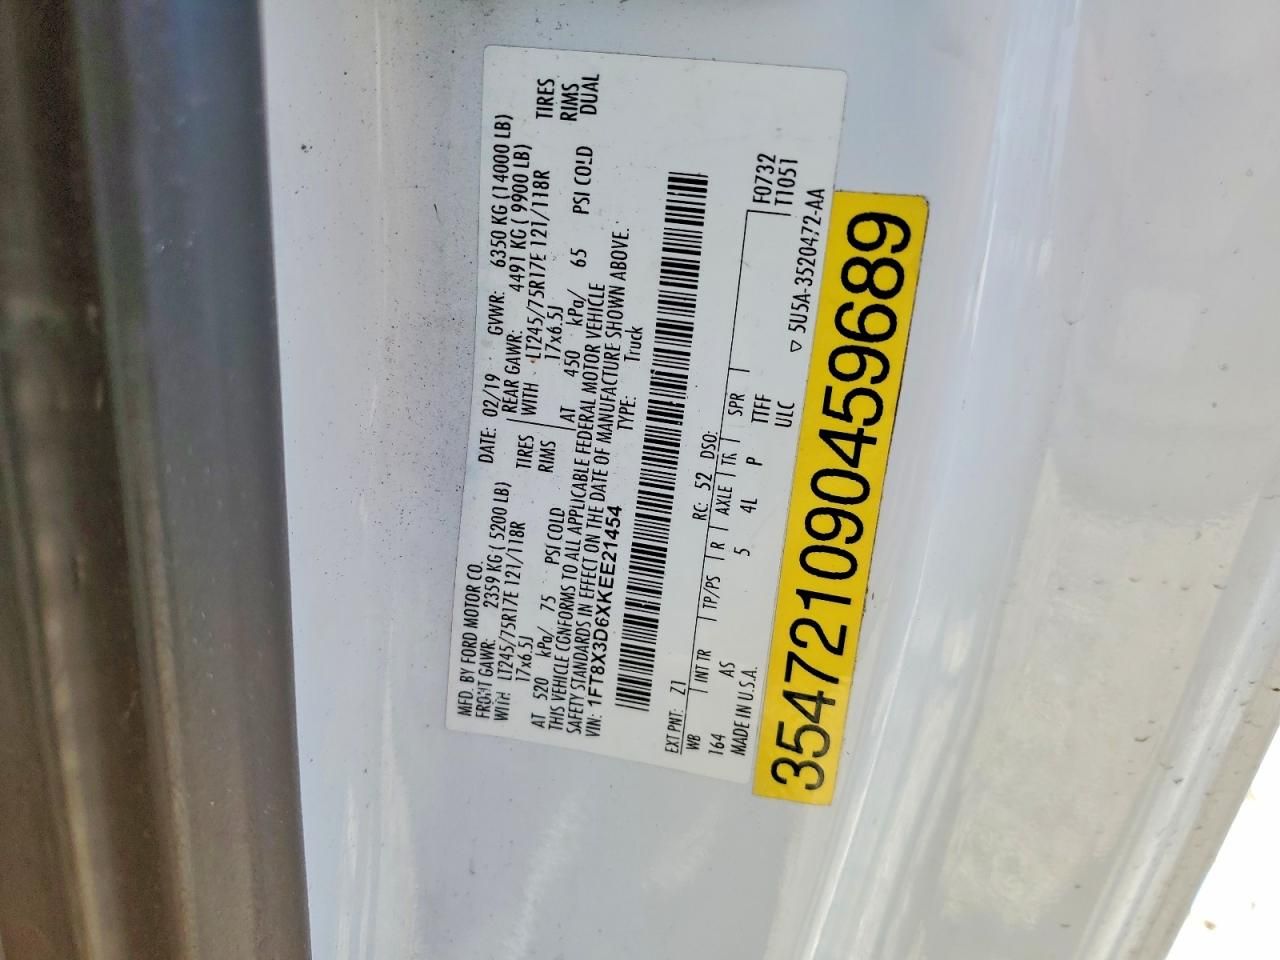 MFD. BY FORD MOTOR CO.
DATE: 02/19 GVWR: 6350 KG (14000 LB)
FRONT GAWR: 2359 KG ( 5200 LB)
REAR GAWR: 4491 KG ( 9900 LB)
WITH LT245/75R17E 121/118R TIRES
WITH LT245/75R17E 121/118R TIRES
17x6.5J RIMS
17x6.5J RIMS
AT 520 kPa/ 75 PSI COLD
AT 450 kPa/ 65 PSI COLD DUAL
THIS VEHICLE CONFORMS TO ALL APPLICABLE FEDERAL MOTOR VEHICLE
SAFETY STANDARDS IN EFFECT ON THE DATE OF MANUFACTURE SHOWN ABOVE.
VIN: 1FT8X3D6XKEE21454 TYPE: Truck
EXT PNT: Z1 RC: 52 DSO:
WB INT TR TP/PS R AXLE TR SPR
F0732
T1051
164 AS 5 4L P TTFF
ULC
MADE IN U.S.A.
▽ 5U5A-3520472-AA
3547210904596​89